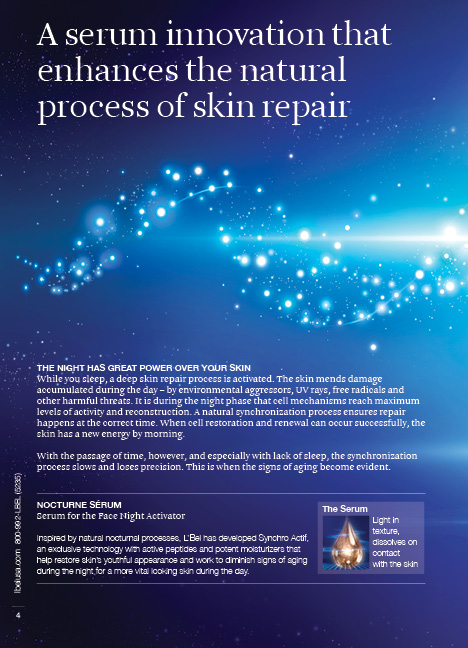 A serum innovation that
enhances the natural
process of skin repair
THE NIGHT HAS GREAT POWER OVER YOUR SKIN
While you sleep, a deep skin repair process is activated. The skin mends damage
accumulated during the day – by environmental aggressors, UV rays, free radicals and
other harmful threats. It is during the night phase that cell mechanisms reach maximum
levels of activity and reconstruction. A natural synchronisation process ensures repair
happens at the correct time. When cell restoration and renewal can occur successfully, the
skin has a new energy by morning.
With the passage of time, however, and especially with lack of sleep, the synchronisation
process slows and loses precision. This is when the signs of aging become evident.
NOCTURNE SÉRUM
Serum for the Face Night Activator
Inspired by natural nocturnal processes, L'Bel has developed Synchro Actif,
an exclusive technology with active peptides and potent moisturizers that
help restore skin's youthful appearance and work to diminish signs of aging
during the night for a more vital looking skin during the day.
The Serum
Light in
texture,
dissolves on
contact
with the skin
lbelusa.com 800-992-LBEL (5235)
4